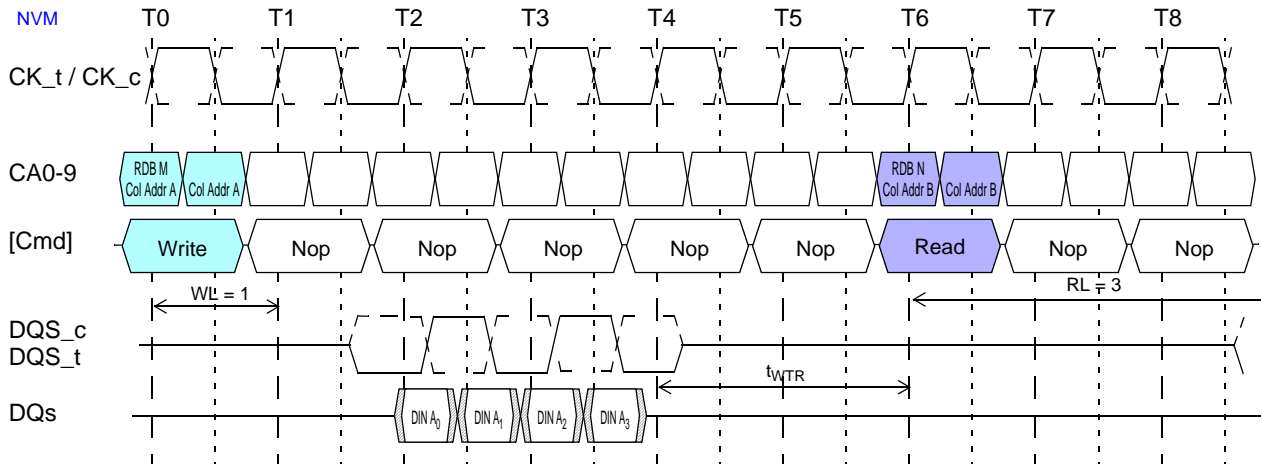 NVM T0 T1 T2 T3 T4 T5 T6 T7 T8
CK_t / CK_c
CA0-9
RDB M
Col Addr A
Col Addr A
RDB N
Col Addr B
Col Addr B
[Cmd] Write Nop Nop Nop Nop Nop Read Nop Nop
WL = 1 RL = 3
DQS_c
DQS_t
tWTR
DQs DIN A0 DIN A1 DIN A2 DIN A3